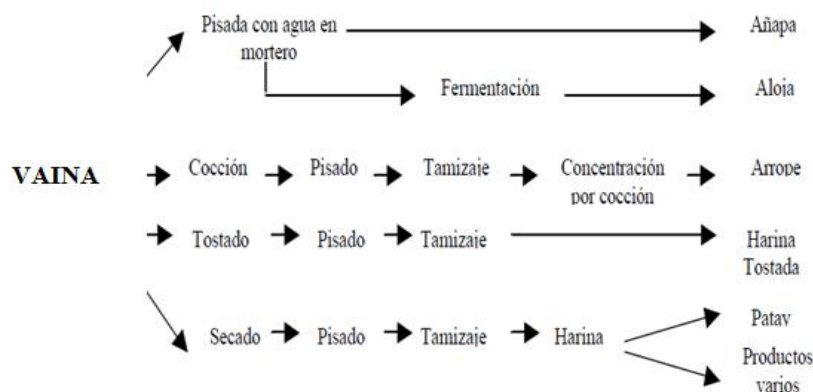 Pisada con agua en mortero Añapa
Fermentación Aloja
VAINA
Cocción Pisado Tamizaje Concentración por cocción Arrope
Tostado Pisado Tamizaje Harina Tostada
Secado Pisado Tamizaje Harina Patay
Productos varios